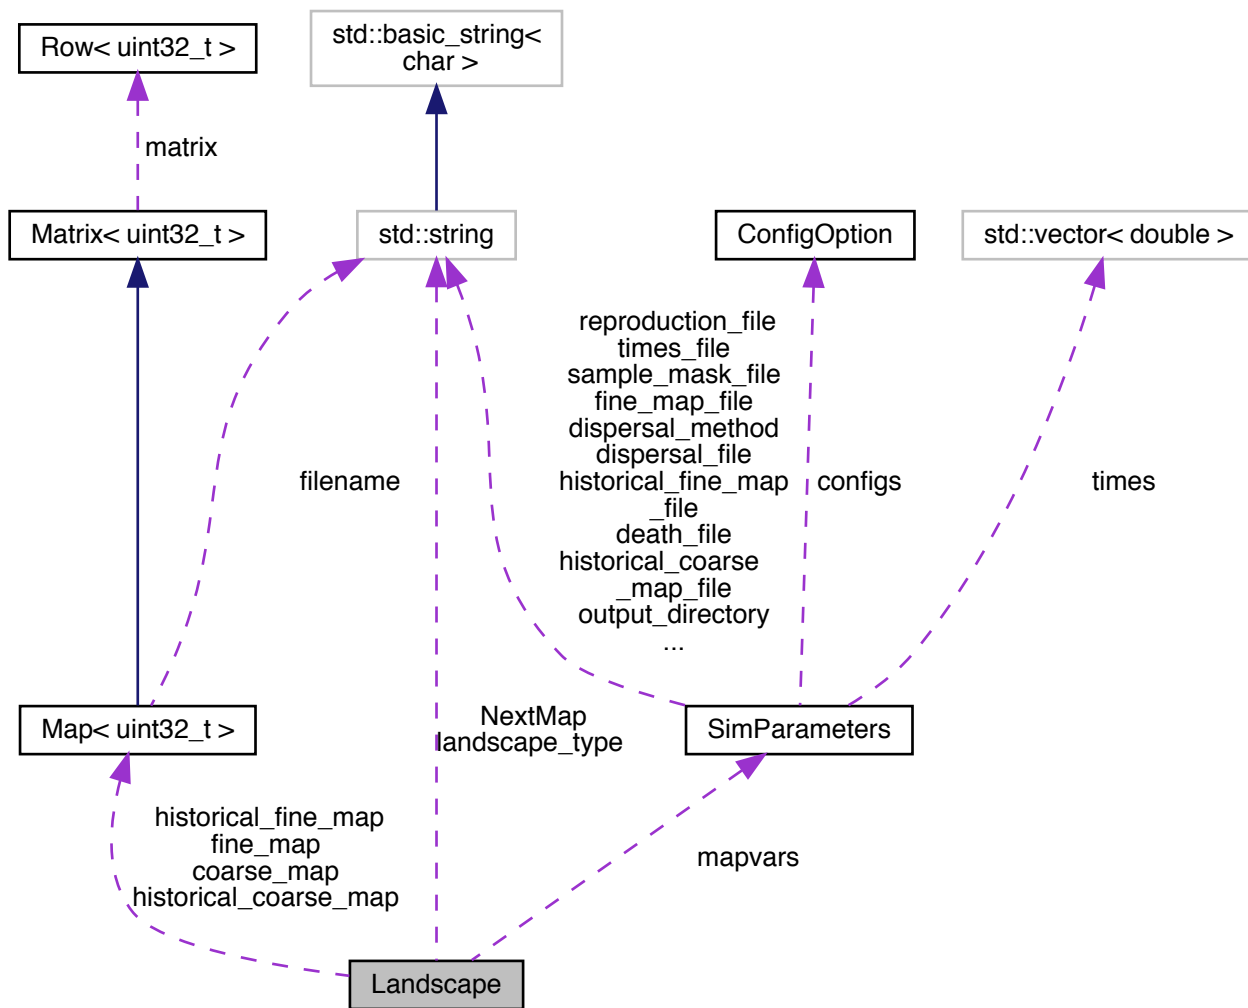 Row< uint32_t >
std::basic_string<
char >
matrix
Matrix< uint32_t >
std::string
ConfigOption
std::vector< double >
filename
reproduction_file
times_file
sample_mask_file
fine_map_file
dispersal_method
dispersal_file
historical_fine_map
_file
death_file
historical_coarse
_map_file
output_directory
...
configs
times
Map< uint32_t >
NextMap
landscape_type
SimParameters
historical_fine_map
fine_map
coarse_map
historical_coarse_map
mapvars
Landscape